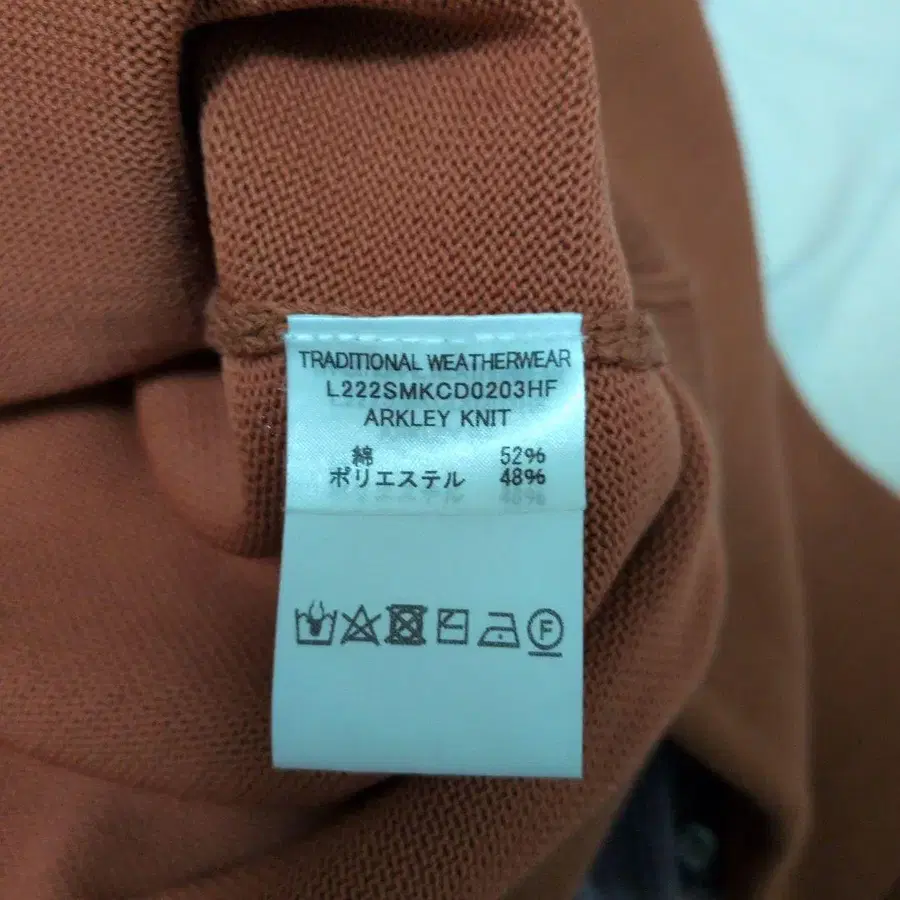 TRADITIONAL WEATHERWEAR
L222SMKCD0203HF
ARKLEY KNIT
綿 52%
ポリエステル 48%
F